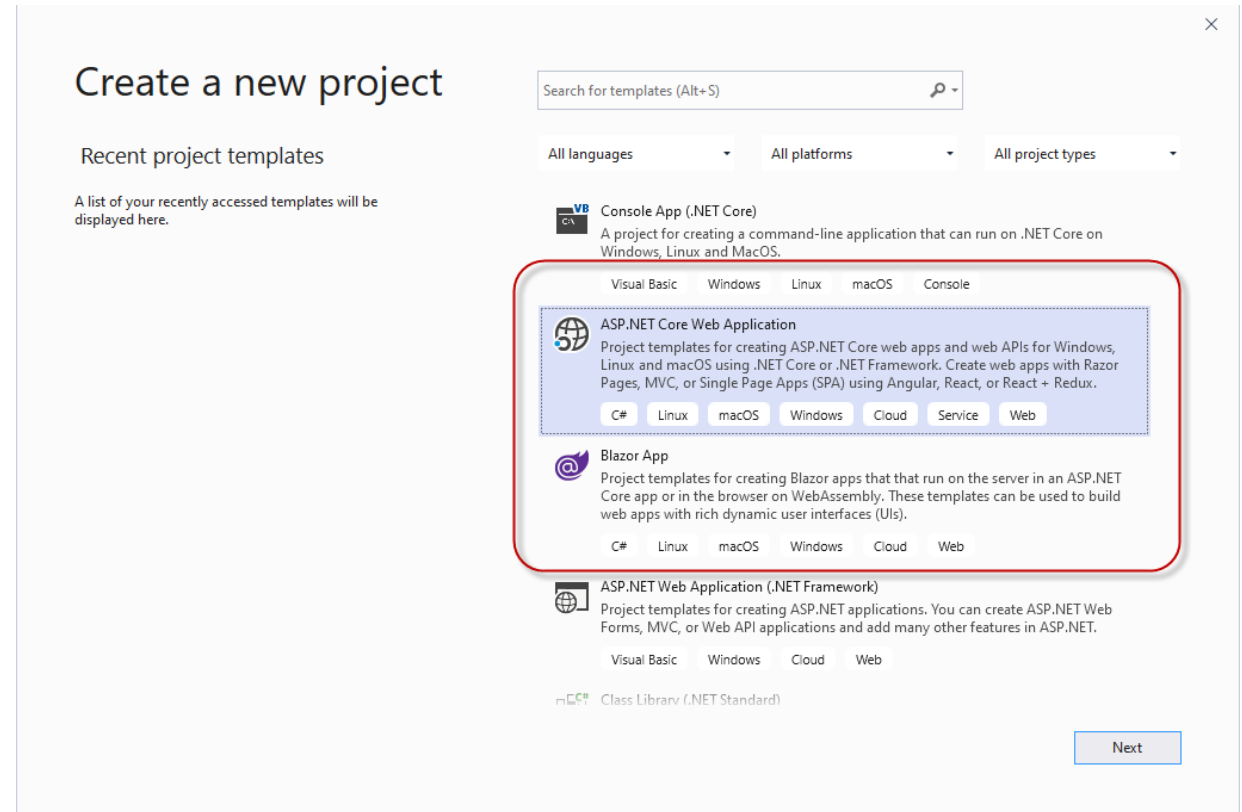 Create a new project
Search for templates (Alt+S)
Recent project templates
All languages
All platforms
All project types
A list of your recently accessed templates will be
displayed here.
VB
C:\
Console App (.NET Core)
A project for creating a command-line application that can run on .NET Core on
Windows, Linux and MacOS.
Visual Basic Windows Linux macOS Console
ASP.NET Core Web Application
Project templates for creating ASP.NET Core web apps and web APIs for Windows,
Linux and macOS using .NET Core or .NET Framework. Create web apps with Razor
Pages, MVC, or Single Page Apps (SPA) using Angular, React, or React + Redux.
C# Linux macOS Windows Cloud Service Web
Blazor App
@
Project templates for creating Blazor apps that that run on the server in an ASP.NET
Core app or in the browser on WebAssembly. These templates can be used to build
web apps with rich dynamic user interfaces (UIs).
C# Linux macOS Windows Cloud Web
ASP.NET Web Application (.NET Framework)
Project templates for creating ASP.NET applications. You can create ASP.NET Web
Forms, MVC, or Web API applications and add many other features in ASP.NET.
Visual Basic Windows Cloud Web
C# Class Library (.NET Standard)
Next